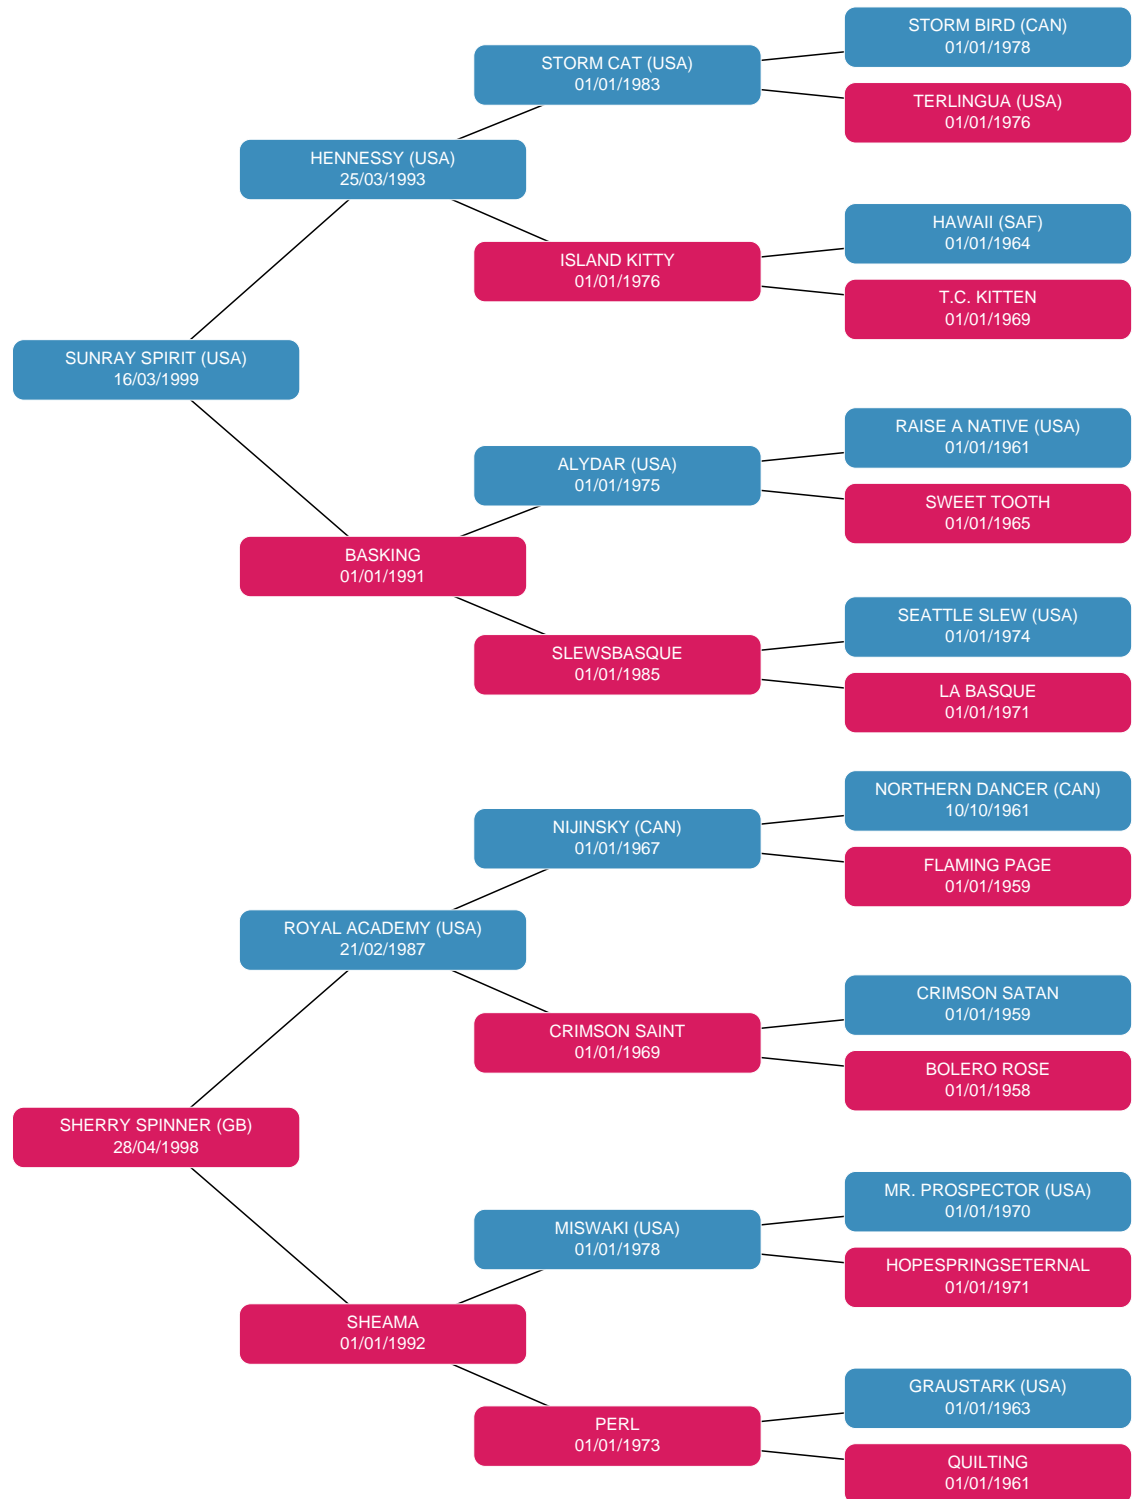 STORM BIRD (CAN)
01/01/1978
STORM CAT (USA)
01/01/1983
TERLINGUA (USA)
01/01/1976
HENNESSY (USA)
25/03/1993
HAWAII (SAF)
01/01/1964
ISLAND KITTY
01/01/1976
T.C. KITTEN
01/01/1969
SUNRAY SPIRIT (USA)
16/03/1999
RAISE A NATIVE (USA)
01/01/1961
ALYDAR (USA)
01/01/1975
SWEET TOOTH
01/01/1965
BASKING
01/01/1991
SEATTLE SLEW (USA)
01/01/1974
SLEWSBASQUE
01/01/1985
LA BASQUE
01/01/1971
NORTHERN DANCER (CAN)
10/10/1961
NIJINSKY (CAN)
01/01/1967
FLAMING PAGE
01/01/1959
ROYAL ACADEMY (USA)
21/02/1987
CRIMSON SATAN
01/01/1959
CRIMSON SAINT
01/01/1969
BOLERO ROSE
01/01/1958
SHERRY SPINNER (GB)
28/04/1998
MR. PROSPECTOR (USA)
01/01/1970
MISWAKI (USA)
01/01/1978
HOPESPRINGSETERNAL
01/01/1971
SHEAMA
01/01/1992
GRAUSTARK (USA)
01/01/1963
PERL
01/01/1973
QUILTING
01/01/1961